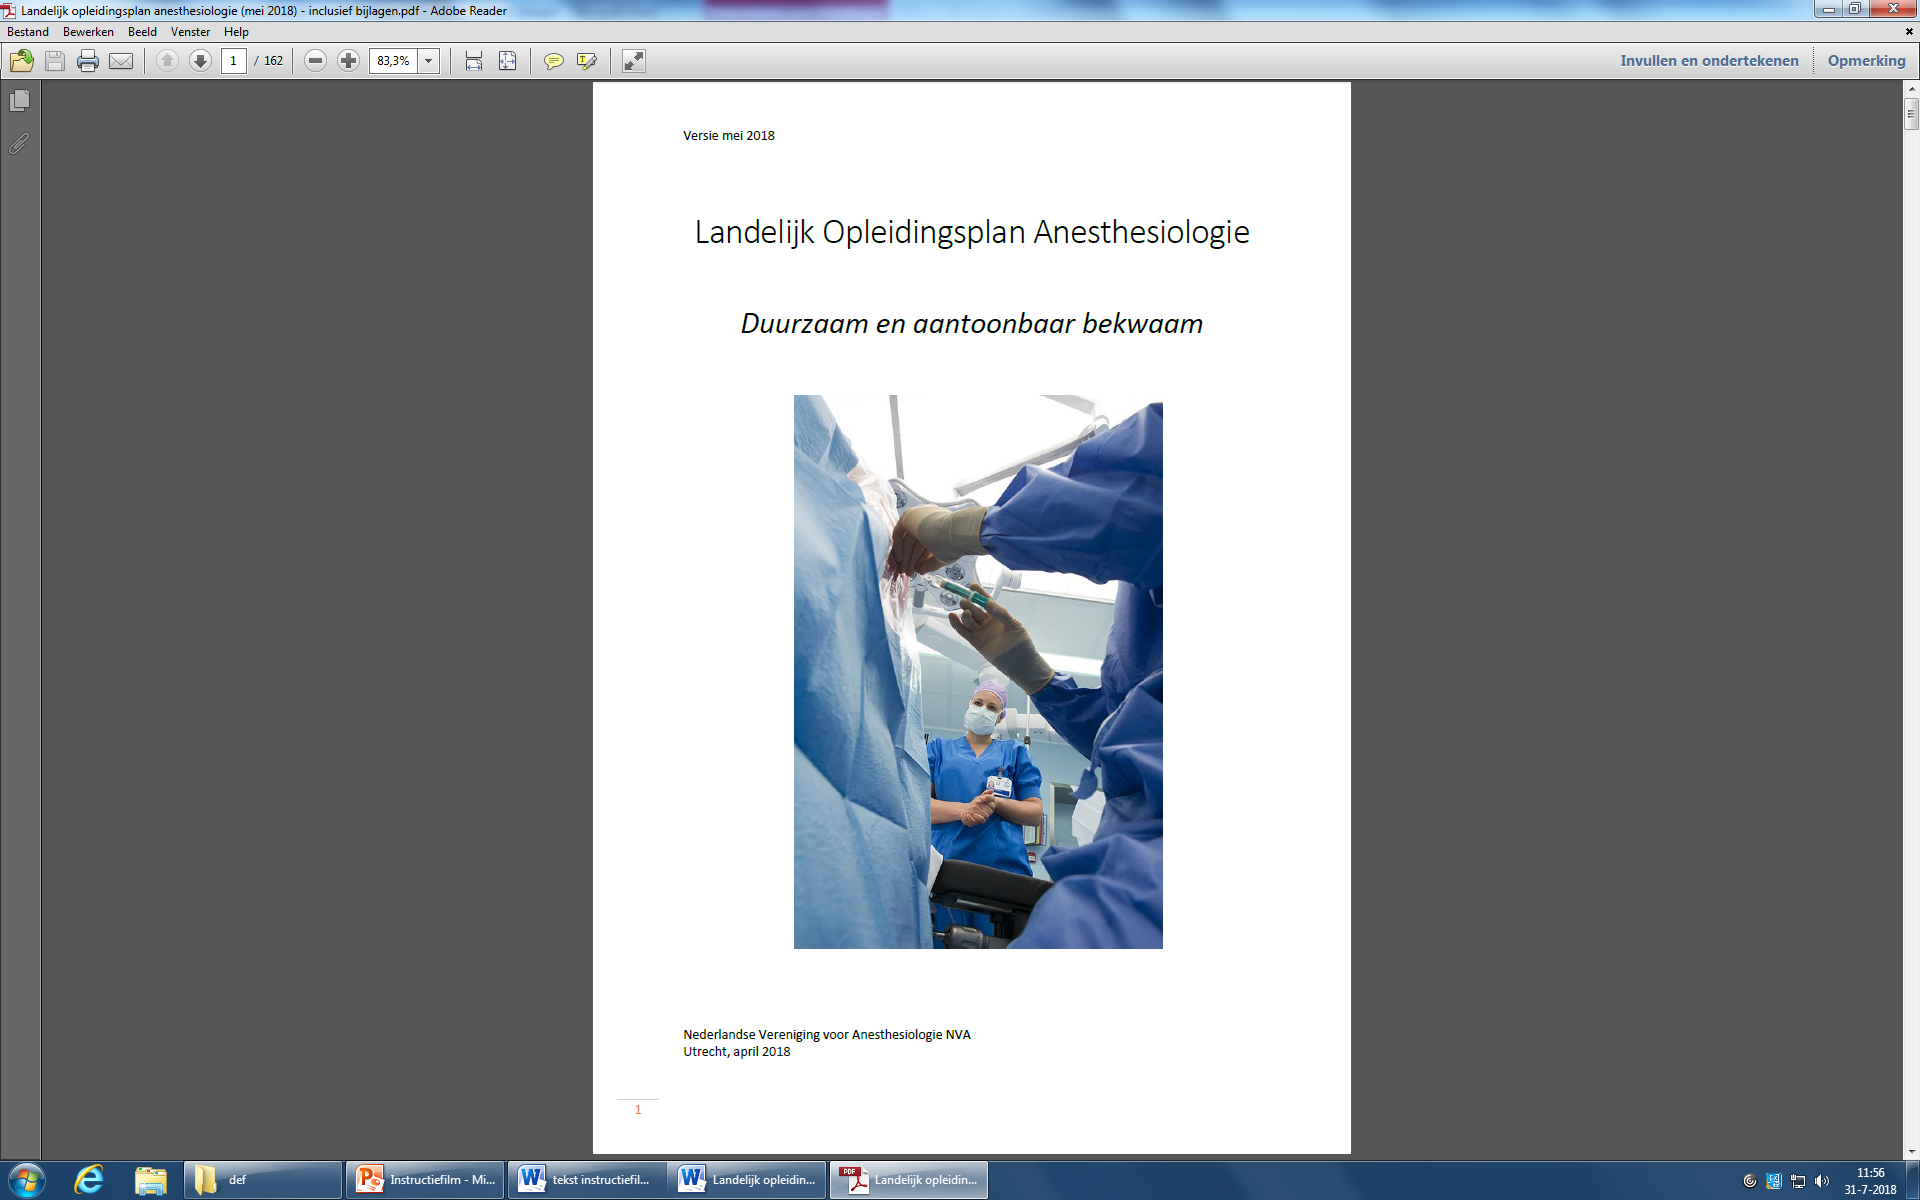 Landelijk opleidingsplan anesthesiologie (mei 2018) - inclusief bijlagen.pdf - Adobe Reader
Bestand Bewerken Beeld Venster Help
1 / 162 83,3% Invullen en ondertekenen Opmerking
Versie mei 2018
Landelijk Opleidingsplan Anesthesiologie
Duurzaam en aantoonbaar bekwaam
Nederlandse Vereniging voor Anesthesiologie NVA
Utrecht, april 2018
1
def Instructiefilm - Mi... tekst instructiefil... Landelijk opleidin... Landelijk opleidin...
11:56
31-7-2018